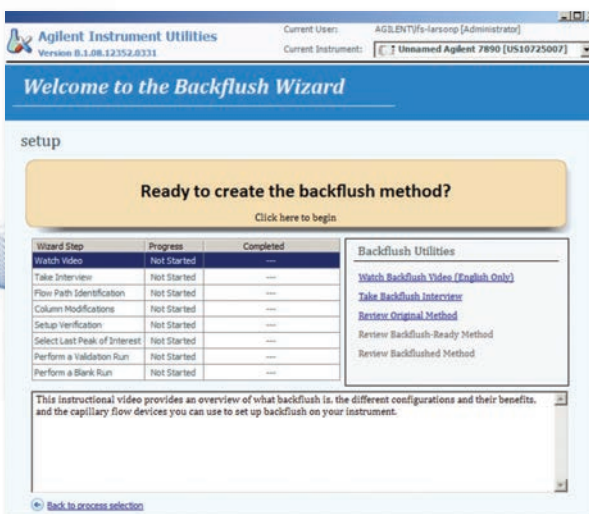 Agilent Instrument Utilities
Version B.1.08.12352.0331
Current User: AGILENT\lfs-larsonp [Administrator]
Current Instrument: Unnamed Agilent 7890 [US10725007]
Welcome to the Backflush Wizard
setup
Ready to create the backflush method?
Click here to begin
Wizard Step Progress Completed
Watch Video Not Started ---
Take Interview Not Started ---
Flow Path Identification Not Started ---
Column Modifications Not Started ---
Setup Verification Not Started ---
Select Last Peak of Interest Not Started ---
Perform a Validation Run Not Started ---
Perform a Blank Run Not Started ---
Backflush Utilities
Watch Backflush Video (English Only)
Take Backflush Interview
Review Original Method
Review Backflush-Ready Method
Review Backflushed Method
This instructional video provides an overview of what backflush is, the different configurations and their benefits,
and the capillary flow devices you can use to set up backflush on your instrument.
Back to process selection